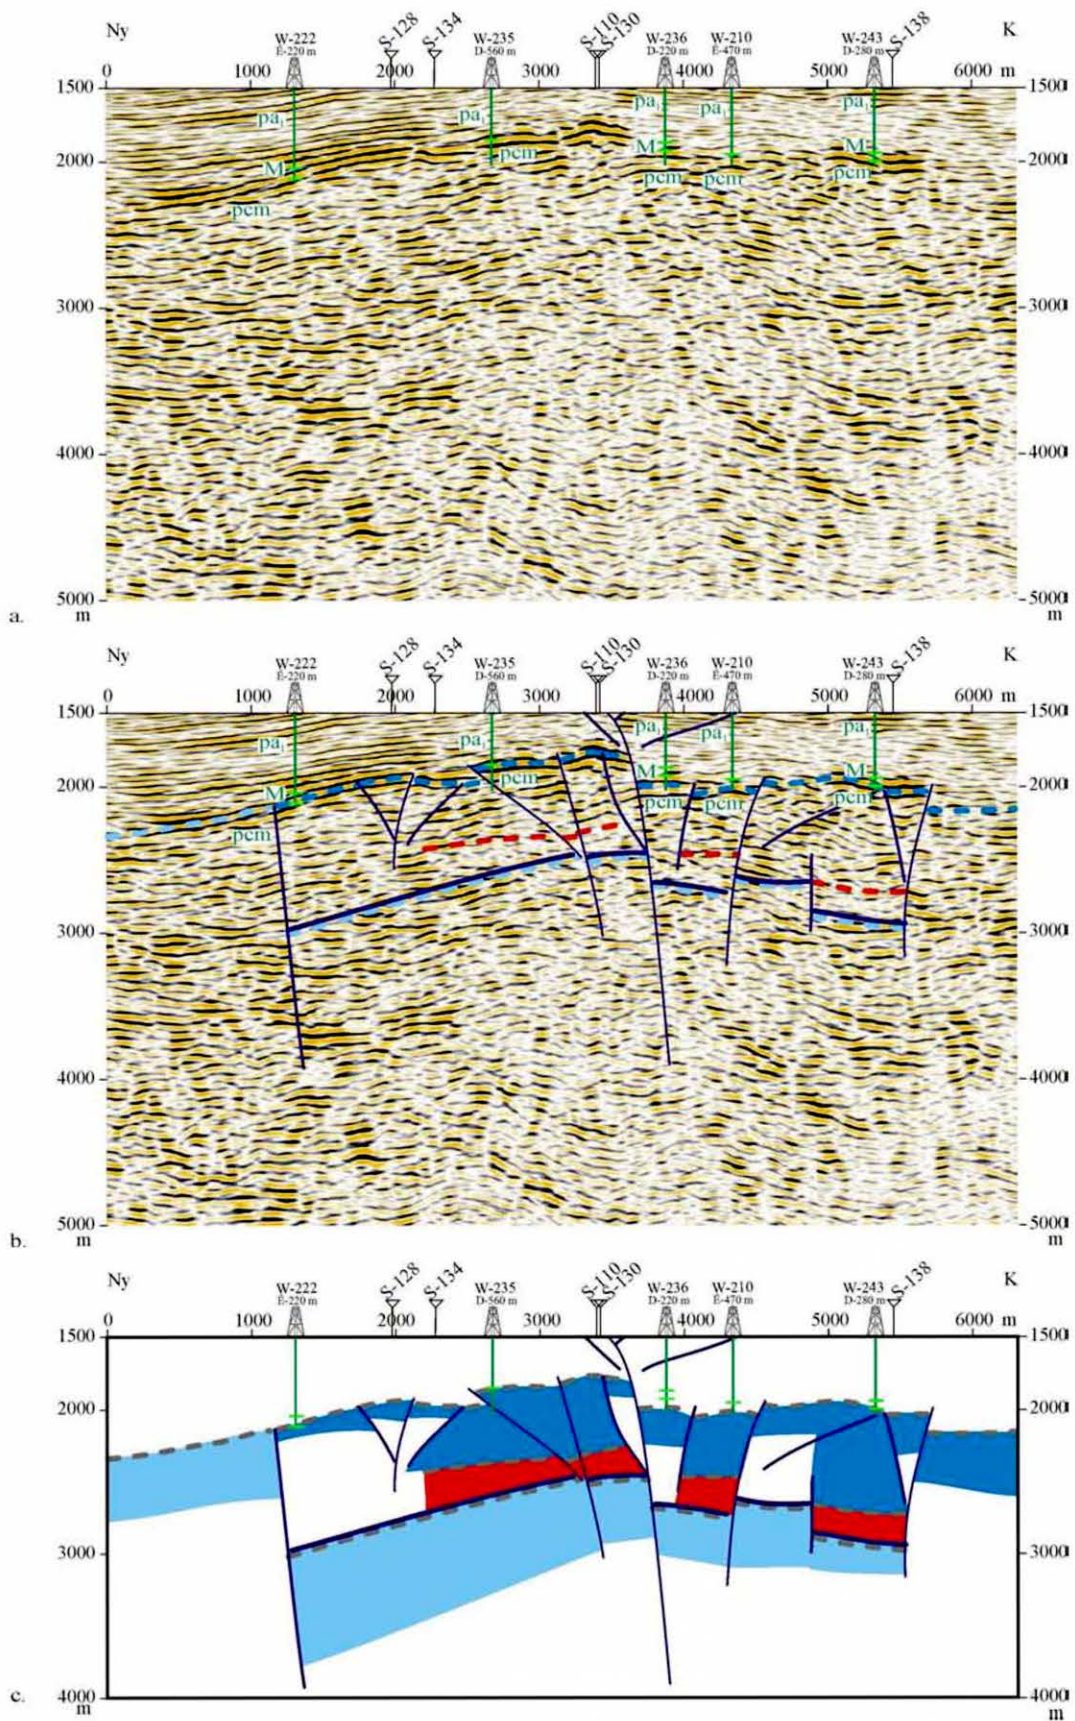 Ny K
W-222 S-128 S-134 W-235 S-110 S-130 W-236 W-210 W-243 S-138
E-220 m D-560 m D-220 m E-470 m D-280 m
0 1000 2000 3000 4000 5000 6000 m
1500 1500
pa₁ pa₁ pa₁ pa₁ pa₁
M pcm M M
2000 2000
pcm pcm pcm
pcm
3000 3000
4000 4000
5000 5000
a. m m
Ny K
W-222 S-128 S-134 W-235 S-110 S-130 W-236 W-210 W-243 S-138
E-220 m D-560 m D-220 m E-470 m D-280 m
0 1000 2000 3000 4000 5000 6000 m
1500 1500
pa₁ pa₁ pa₁ pa₁ pa₁
M pcm M M
2000 2000
pcm pcm pcm
pcm
3000 3000
4000 4000
5000 5000
b. m m
Ny K
W-222 S-128 S-134 W-235 S-110 S-130 W-236 W-210 W-243 S-138
E-220 m D-560 m D-220 m E-470 m D-280 m
0 1000 2000 3000 4000 5000 6000 m
1500 1500
2000 2000
3000 3000
c. 4000 4000
m m